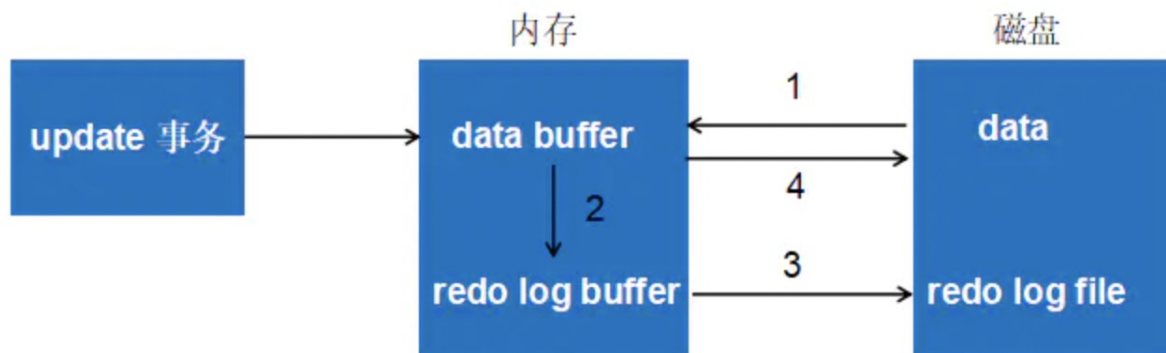 内存
磁盘
update 事务
data buffer
1
data
4
2
redo log buffer
3
redo log file